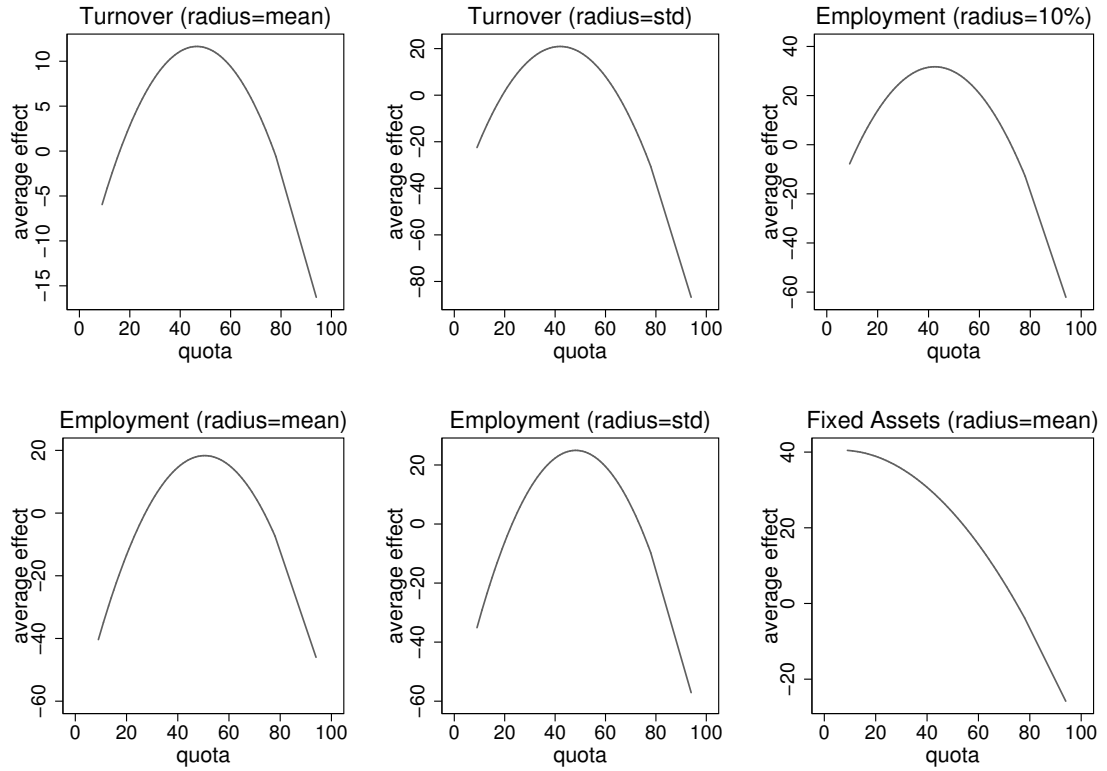 Turnover (radius=mean)
average effect
10
5
0
−5
−10
−15
0 20 40 60 80 100
quota
Turnover (radius=std)
average effect
20
0
−20
−40
−60
−80
0 20 40 60 80 100
quota
Employment (radius=10%)
average effect
40
20
0
−20
−40
−60
0 20 40 60 80 100
quota
Employment (radius=mean)
average effect
20
0
−20
−40
−60
0 20 40 60 80 100
quota
Employment (radius=std)
average effect
20
0
−20
−40
−60
0 20 40 60 80 100
quota
Fixed Assets (radius=mean)
average effect
40
20
0
−20
0 20 40 60 80 100
quota